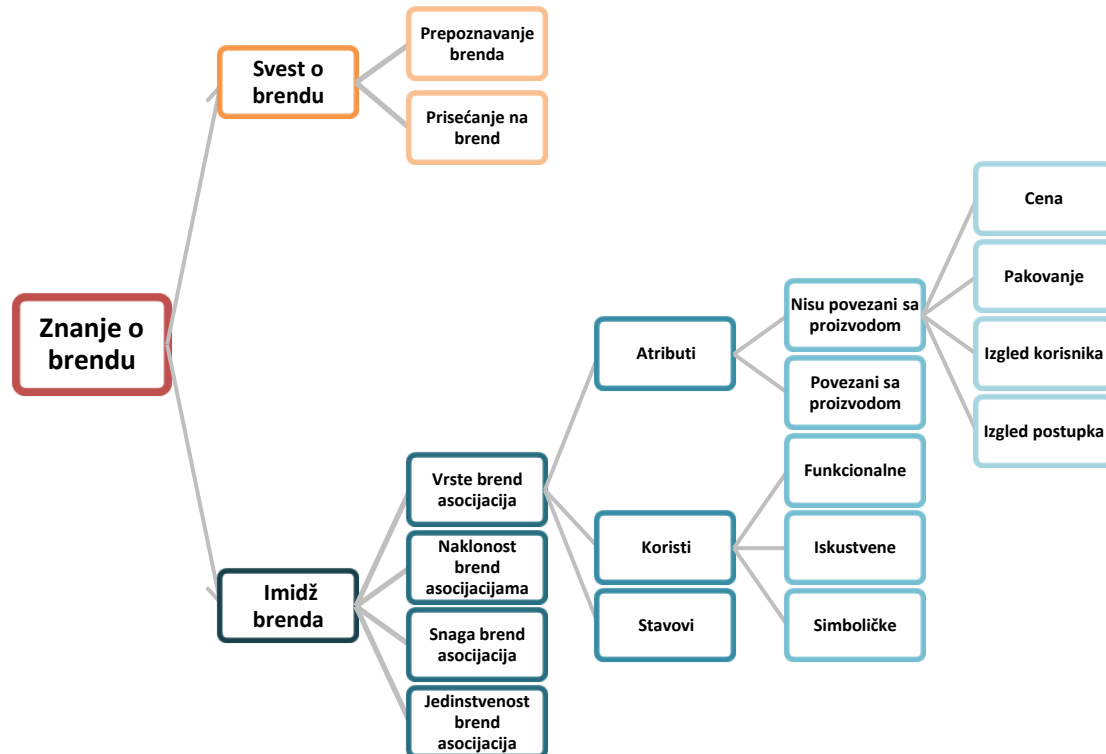 Znanje o
brendu
Svest o
brendu
Prepoznavanje
brenda
Prisećanje na
brend
Imidž
brenda
Vrste brend
asocijacija
Naklonost
brend
asocijacijama
Snaga brend
asocijacija
Jedinstvenost
brend
asocijacija
Atributi
Koristi
Stavovi
Nisu povezani sa
proizvodom
Povezani sa
proizvodom
Funkcionalne
Iskustvene
Simboličke
Cena
Pakovanje
Izgled korisnika
Izgled postupka